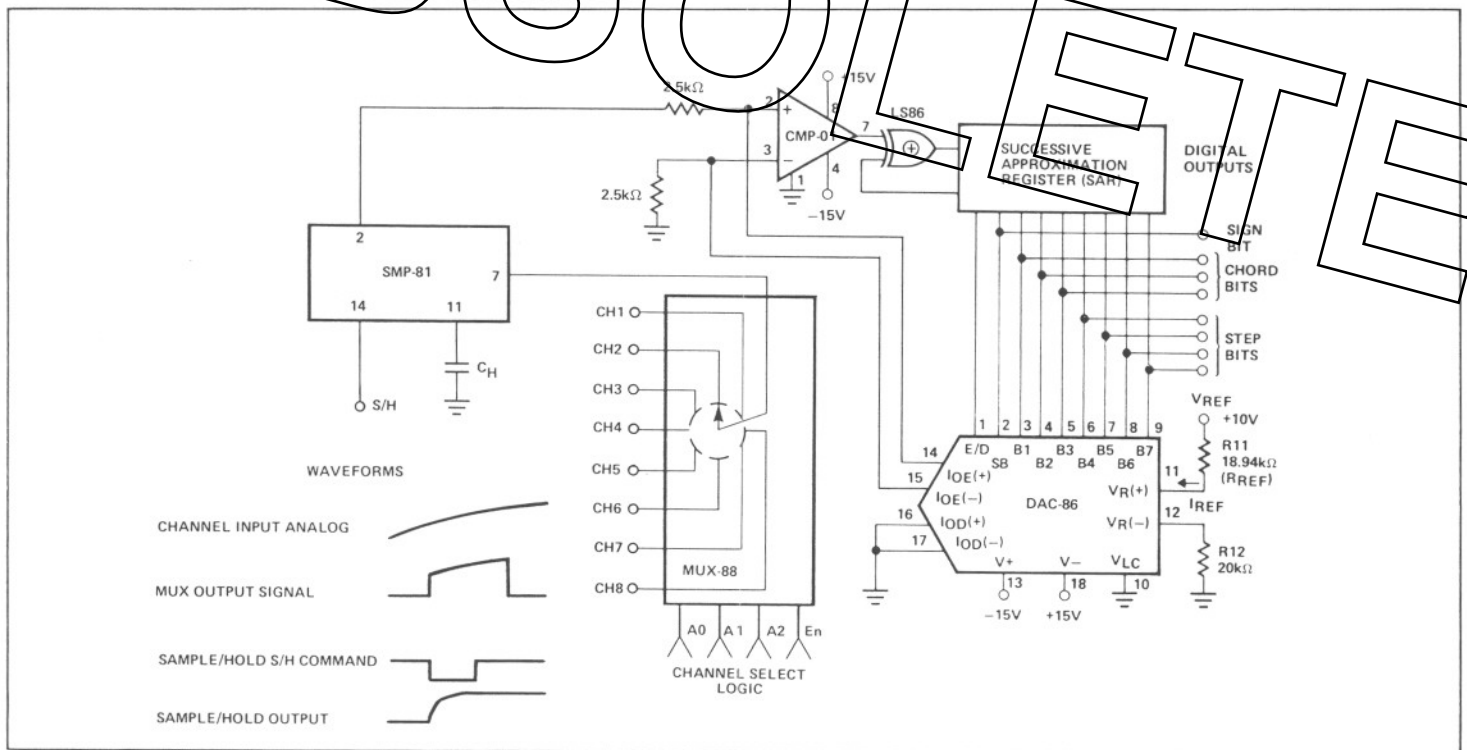 OBSOLETE
+15V
2.5kΩ
2
+
8
CMP-01
7
LS86
3
−
4
1
−15V
2.5kΩ
SUCCESSIVE
APPROXIMATION
REGISTER (SAR)
DIGITAL
OUTPUTS
SIGN
BIT
CHORD
BITS
STEP
BITS
2
SMP-81
7
14
11
CH
S/H
CH1
CH2
CH3
CH4
CH5
CH6
CH7
CH8
MUX-88
A0 A1 A2 En
CHANNEL SELECT
LOGIC
VREF
+10V
R11
18.94kΩ
(RREF)
IREF
1 2 3 4 5 6 7 8 9
E/D SB B1 B2 B3 B4 B5 B6 B7
14
IOE(+)
15
IOE(−)
16
IOD(+)
17
IOD(−)
DAC-86
11
VR(+)
12
VR(−)
R12
20kΩ
V+
V−
VLC
13
18
10
−15V
+15V
WAVEFORMS
CHANNEL INPUT ANALOG
MUX OUTPUT SIGNAL
SAMPLE/HOLD S/H COMMAND
SAMPLE/HOLD OUTPUT